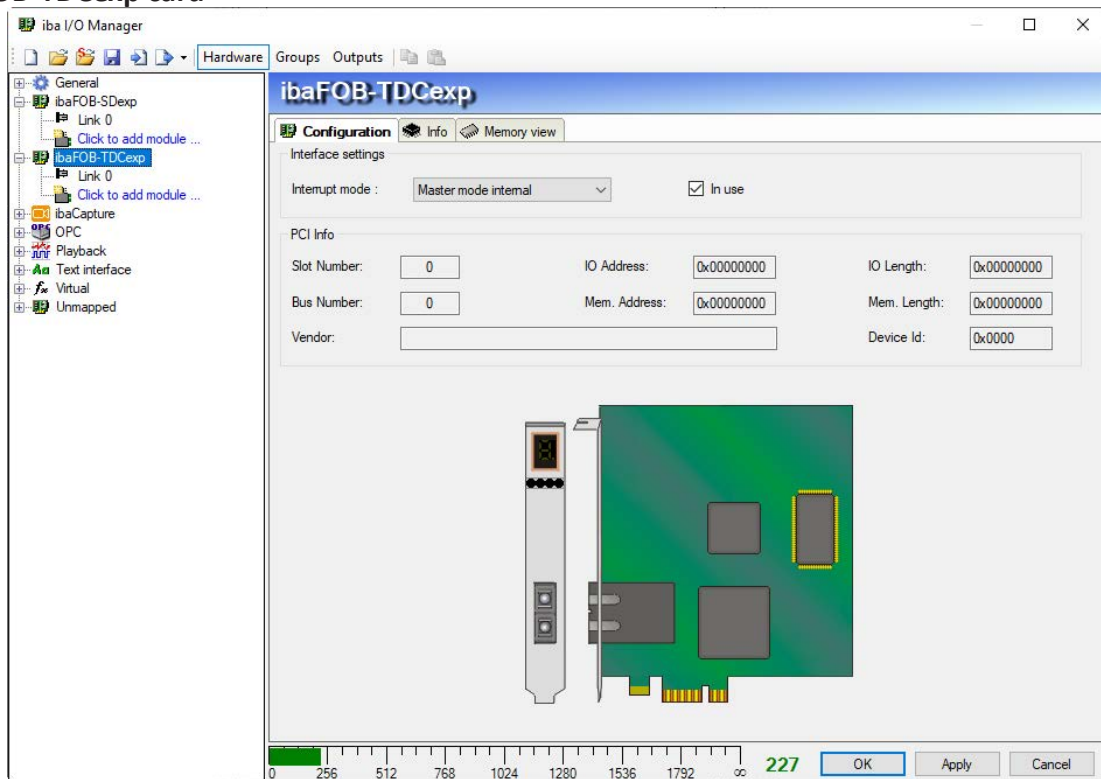 OB-TDCexp card
iba I/O Manager
Hardware Groups Outputs
General
ibaFOB-SDexp
Link 0
Click to add module ...
ibaFOB-TDCexp
Link 0
Click to add module ...
ibaCapture
OPC
Playback
Text interface
Virtual
Unmapped
ibaFOB-TDCexp
Configuration Info Memory view
Interface settings
Interrupt mode : Master mode internal In use
PCI Info
Slot Number: 0 IO Address: 0x00000000 IO Length: 0x00000000
Bus Number: 0 Mem. Address: 0x00000000 Mem. Length: 0x00000000
Vendor: Device Id: 0x0000
0 256 512 768 1024 1280 1536 1792 ∞ 227 OK Apply Cancel